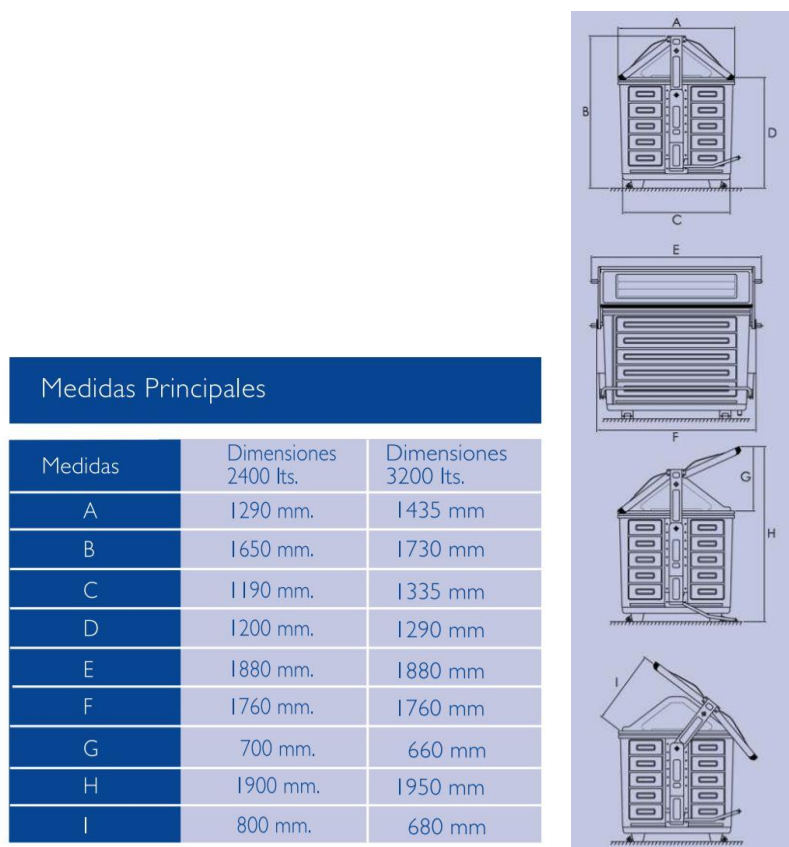 Medidas Principales
Medidas Dimensiones 2400 lts. Dimensiones 3200 lts.
A 1290 mm. 1435 mm
B 1650 mm. 1730 mm
C 1190 mm. 1335 mm
D 1200 mm. 1290 mm
E 1880 mm. 1880 mm
F 1760 mm. 1760 mm
G 700 mm. 660 mm
H 1900 mm. 1950 mm
I 800 mm. 680 mm
A
B
D
C
E
F
G
H
I